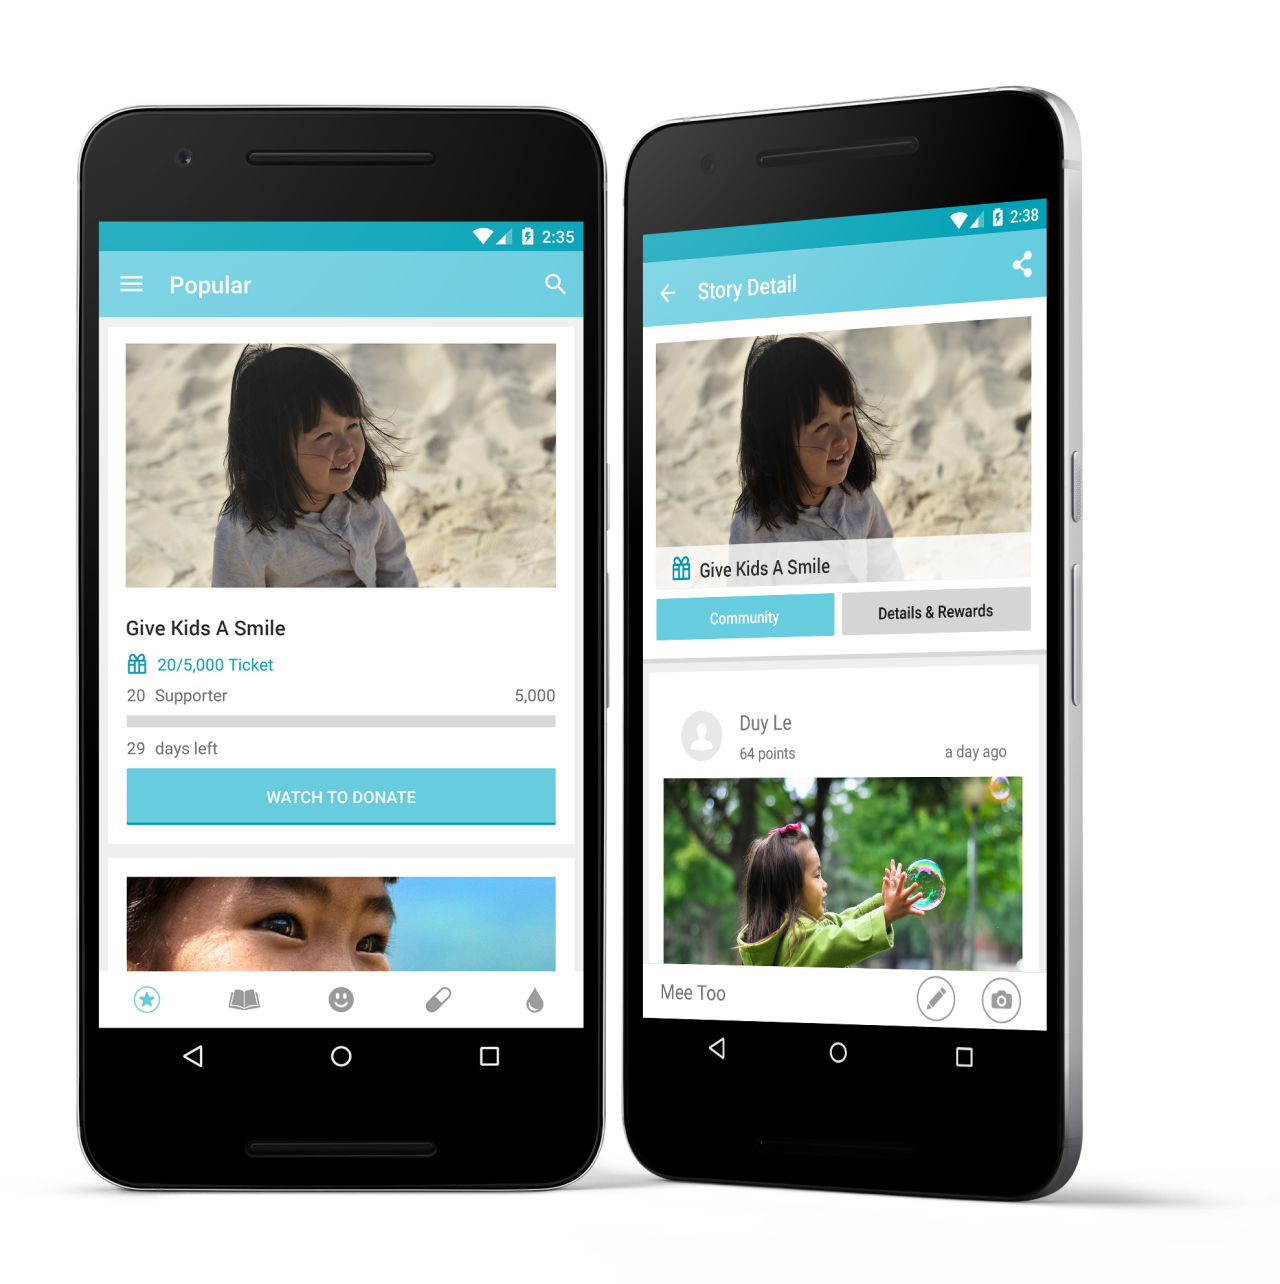 2:35
Popular
Give Kids A Smile
20/5,000 Ticket
20 Supporter 5,000
29 days left
WATCH TO DONATE
2:38
Story Detail
Give Kids A Smile
Community Details & Rewards
Duy Le
64 points a day ago
Mee Too